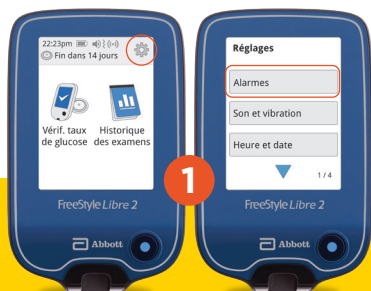 22:23pm
Fin dans 14 jours
Vérif. taux
de glucose
Historique
des examens
FreeStyle Libre 2
Abbott
1
Réglages
Alarmes
Son et vibration
Heure et date
1 / 4
FreeStyle Libre 2
Abbott